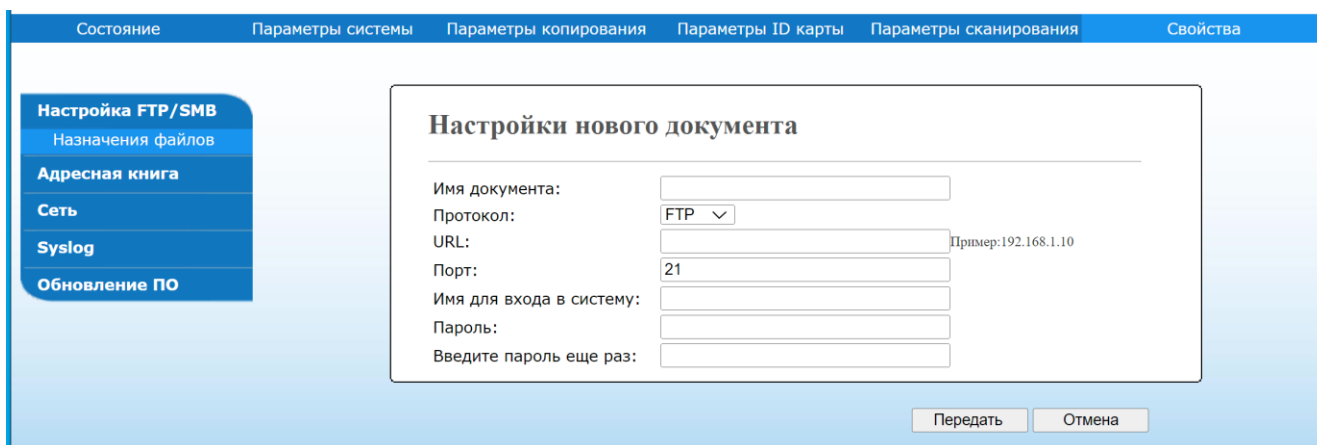 Состояние Параметры системы Параметры копирования Параметры ID карты Параметры сканирования Свойства
Настройка FTP/SMB
Назначения файлов
Адресная книга
Сеть
Syslog
Обновление ПО
Настройки нового документа
Имя документа:
Протокол: FTP
URL: Пример:192.168.1.10
Порт: 21
Имя для входа в систему:
Пароль:
Введите пароль еще раз:
Передать Отмена